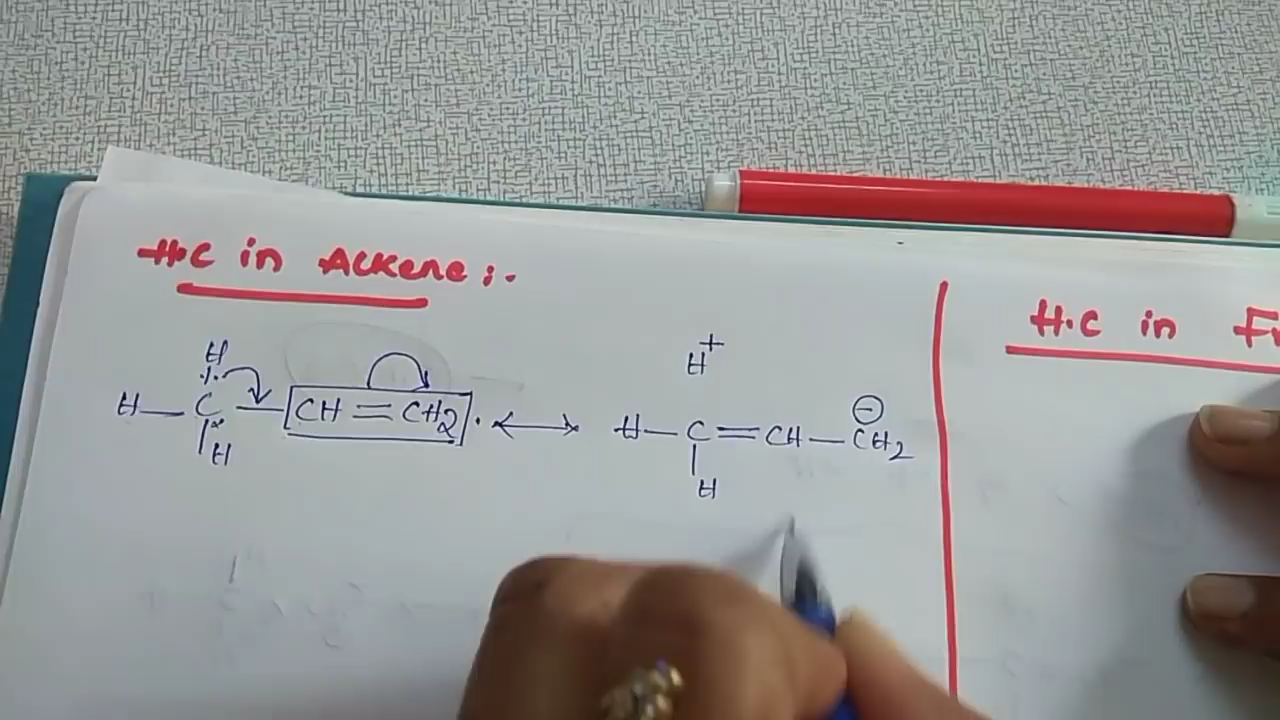 H.C in Alkene :-
H
H — C — CH = CH2 . ↔
H
H+
H — C = CH — CH2 ⊖
H
H.C in